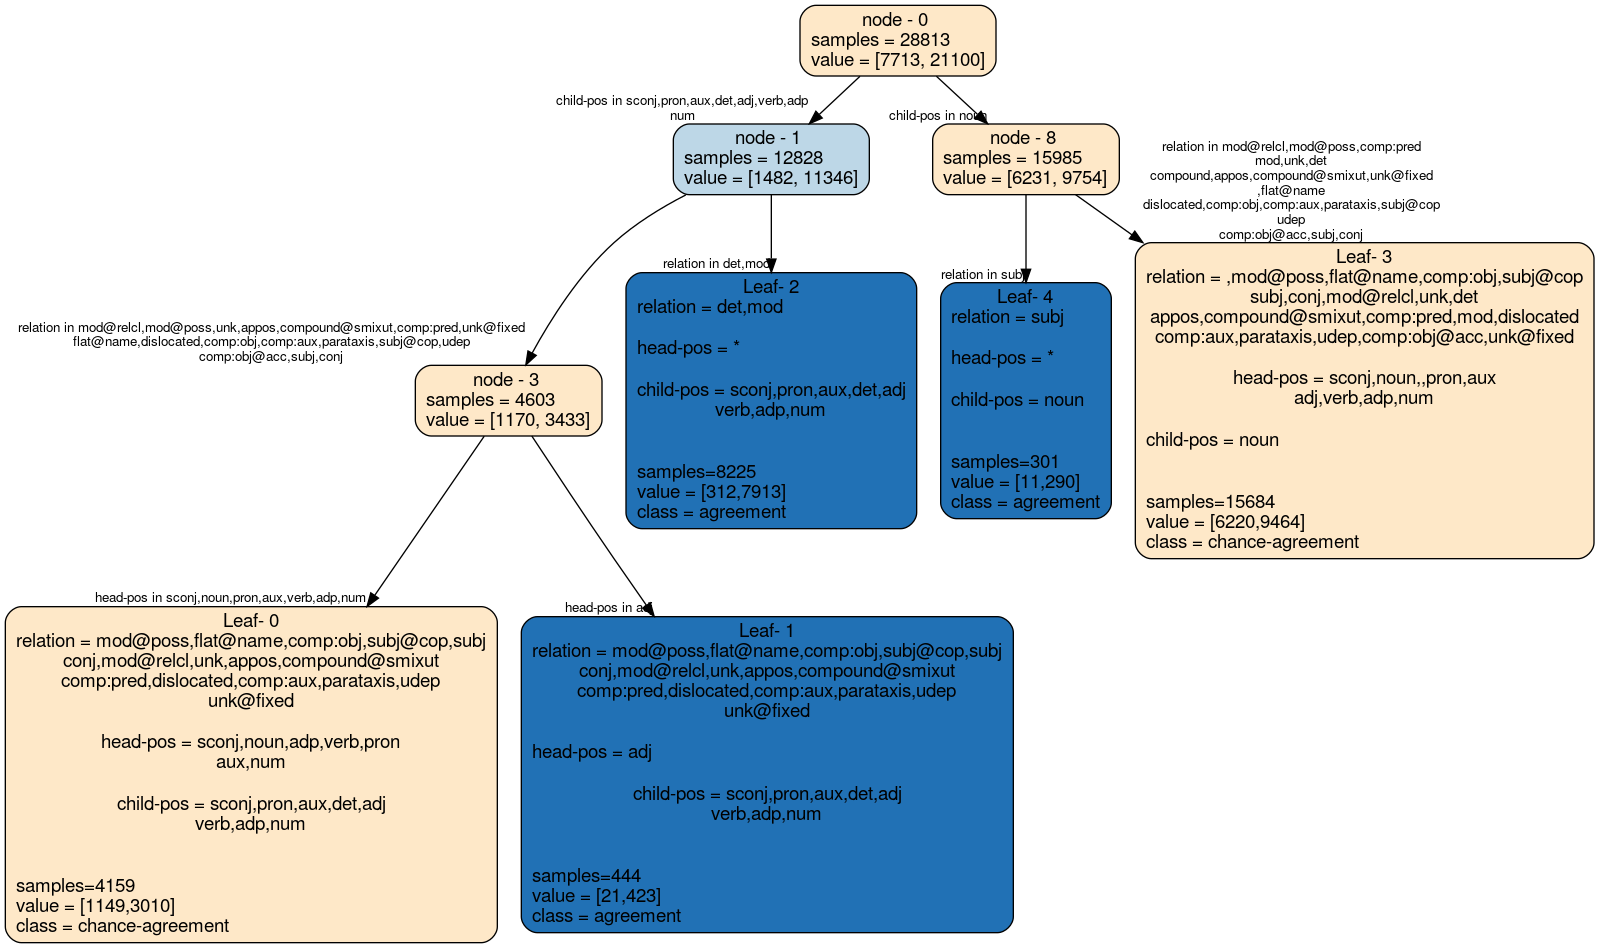 node - 0
samples = 28813
value = [7713, 21100]
child-pos in sconj,pron,aux,det,adj,verb,adp
num
child-pos in noun
node - 1
samples = 12828
value = [1482, 11346]
node - 8
samples = 15985
value = [6231, 9754]
relation in mod@relcl,mod@poss,comp:pred
mod,unk,det
compound,appos,compound@smixut,unk@fixed
,flat@name
dislocated,comp:obj,comp:aux,parataxis,subj@cop
udep
comp:obj@acc,subj,conj
relation in mod@relcl,mod@poss,unk,appos,compound@smixut,comp:pred,unk@fixed
flat@name,dislocated,comp:obj,comp:aux,parataxis,subj@cop,udep
comp:obj@acc,subj,conj
relation in det,mod
relation in subj
node - 3
samples = 4603
value = [1170, 3433]
Leaf- 2
relation = det,mod
head-pos = *
child-pos = sconj,pron,aux,det,adj
verb,adp,num
samples=8225
value = [312,7913]
class = agreement
Leaf- 4
relation = subj
head-pos = *
child-pos = noun
samples=301
value = [11,290]
class = agreement
Leaf- 3
relation = ,mod@poss,flat@name,comp:obj,subj@cop
subj,conj,mod@relcl,unk,det
appos,compound@smixut,comp:pred,mod,dislocated
comp:aux,parataxis,udep,comp:obj@acc,unk@fixed
head-pos = sconj,noun,,pron,aux
adj,verb,adp,num
child-pos = noun
samples=15684
value = [6220,9464]
class = chance-agreement
head-pos in sconj,noun,pron,aux,verb,adp,num
head-pos in adj
Leaf- 0
relation = mod@poss,flat@name,comp:obj,subj@cop,subj
conj,mod@relcl,unk,appos,compound@smixut
comp:pred,dislocated,comp:aux,parataxis,udep
unk@fixed
head-pos = sconj,noun,adp,verb,pron
aux,num
child-pos = sconj,pron,aux,det,adj
verb,adp,num
samples=4159
value = [1149,3010]
class = chance-agreement
Leaf- 1
relation = mod@poss,flat@name,comp:obj,subj@cop,subj
conj,mod@relcl,unk,appos,compound@smixut
comp:pred,dislocated,comp:aux,parataxis,udep
unk@fixed
head-pos = adj
child-pos = sconj,pron,aux,det,adj
verb,adp,num
samples=444
value = [21,423]
class = agreement